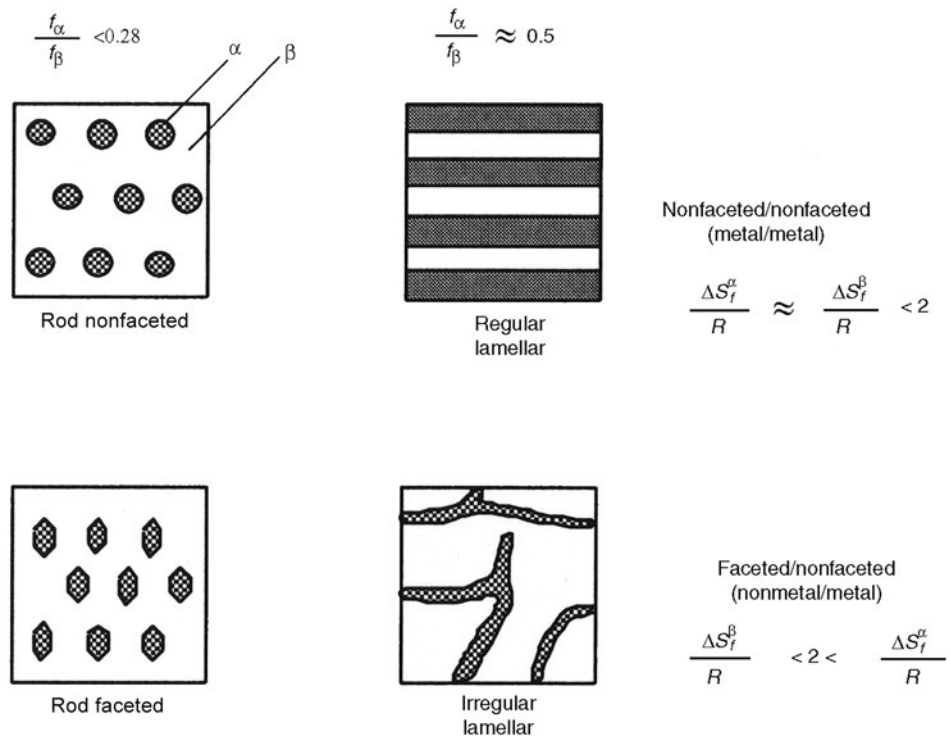 fα/fβ <0.28
α
β
fα/fβ ≈ 0.5
Rod nonfaceted
Regular
lamellar
Nonfaceted/nonfaceted
(metal/metal)
ΔS_f^α/R ≈ ΔS_f^β/R < 2
Rod faceted
Irregular
lamellar
Faceted/nonfaceted
(nonmetal/metal)
ΔS_f^β/R < 2 < ΔS_f^α/R